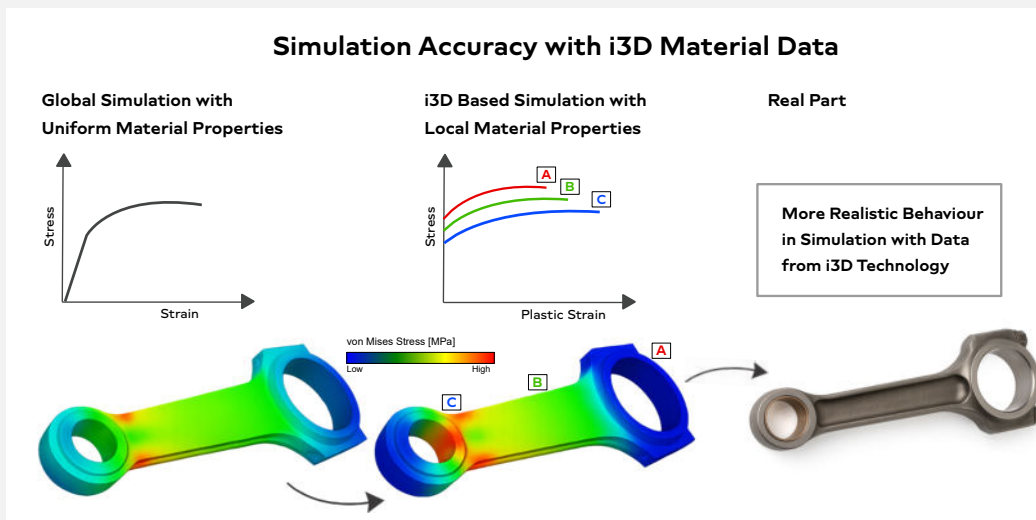 Simulation Accuracy with i3D Material Data
Global Simulation with
Uniform Material Properties
Stress
Strain
i3D Based Simulation with
Local Material Properties
A
B
C
Stress
Plastic Strain
Real Part
More Realistic Behaviour
in Simulation with Data
from i3D Technology
von Mises Stress [MPa]
Low
High
A
B
C